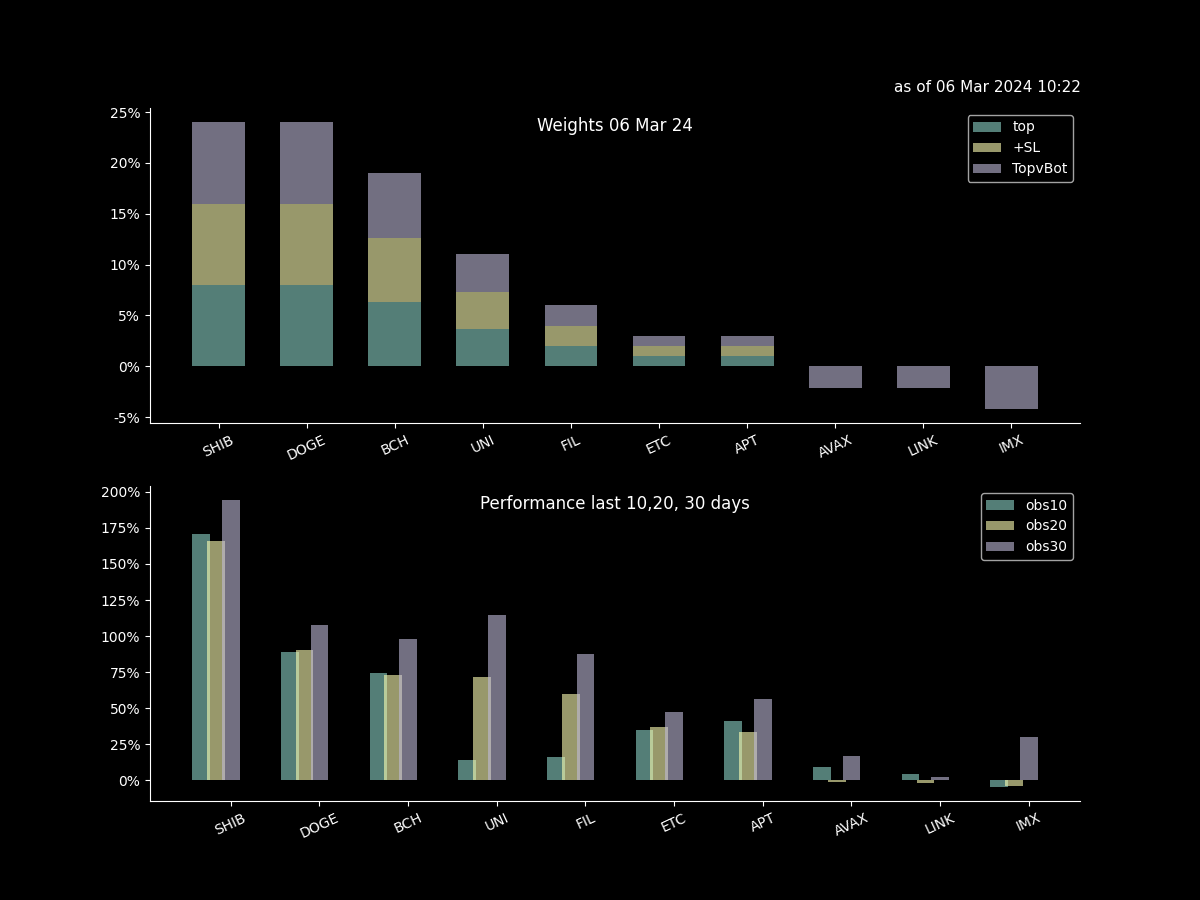 as of 06 Mar 2024 10:22
Weights 06 Mar 24
top
+SL
TopvBot
25%
20%
15%
10%
5%
0%
-5%
SHIB DOGE BCH UNI FIL ETC APT AVAX LINK IMX
Performance last 10,20, 30 days
obs10
obs20
obs30
200%
175%
150%
125%
100%
75%
50%
25%
0%
SHIB DOGE BCH UNI FIL ETC APT AVAX LINK IMX